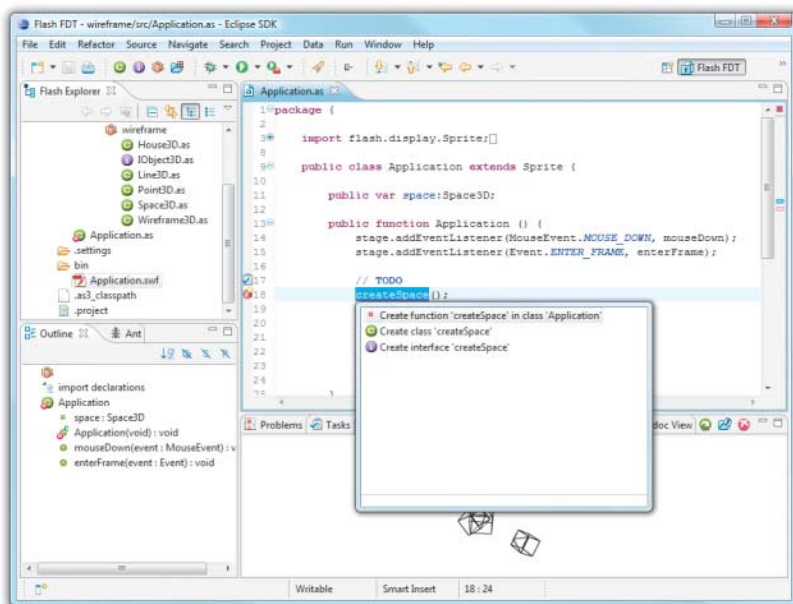 Flash FDT - wireframe/src/Application.as - Eclipse SDK
File Edit Refactor Source Navigate Search Project Data Run Window Help
Flash FDT
Flash Explorer
wireframe
House3D.as
IObject3D.as
Line3D.as
Point3D.as
Space3D.as
Wireframe3D.as
Application.as
.settings
bin
Application.swf
.as3_classpath
.project
Application.as
1 package {
2
3 import flash.display.Sprite;
8
9 public class Application extends Sprite {
10
11 public var space:Space3D;
12
13 public function Application () {
14 stage.addEventListener(MouseEvent.MOUSE_DOWN, mouseDown);
15 stage.addEventListener(Event.ENTER_FRAME, enterFrame);
16
17 // TODO
18 createSpace();
19
20
21
22
23
24
25 }
Create function 'createSpace' in class 'Application'
Create class 'createSpace'
Create interface 'createSpace'
Outline Ant
import declarations
Application
space : Space3D
Application(void) : void
mouseDown(event : MouseEvent) : v
enterFrame(event : Event) : void
Problems Tasks
doc View
Writable Smart Insert 18 : 24